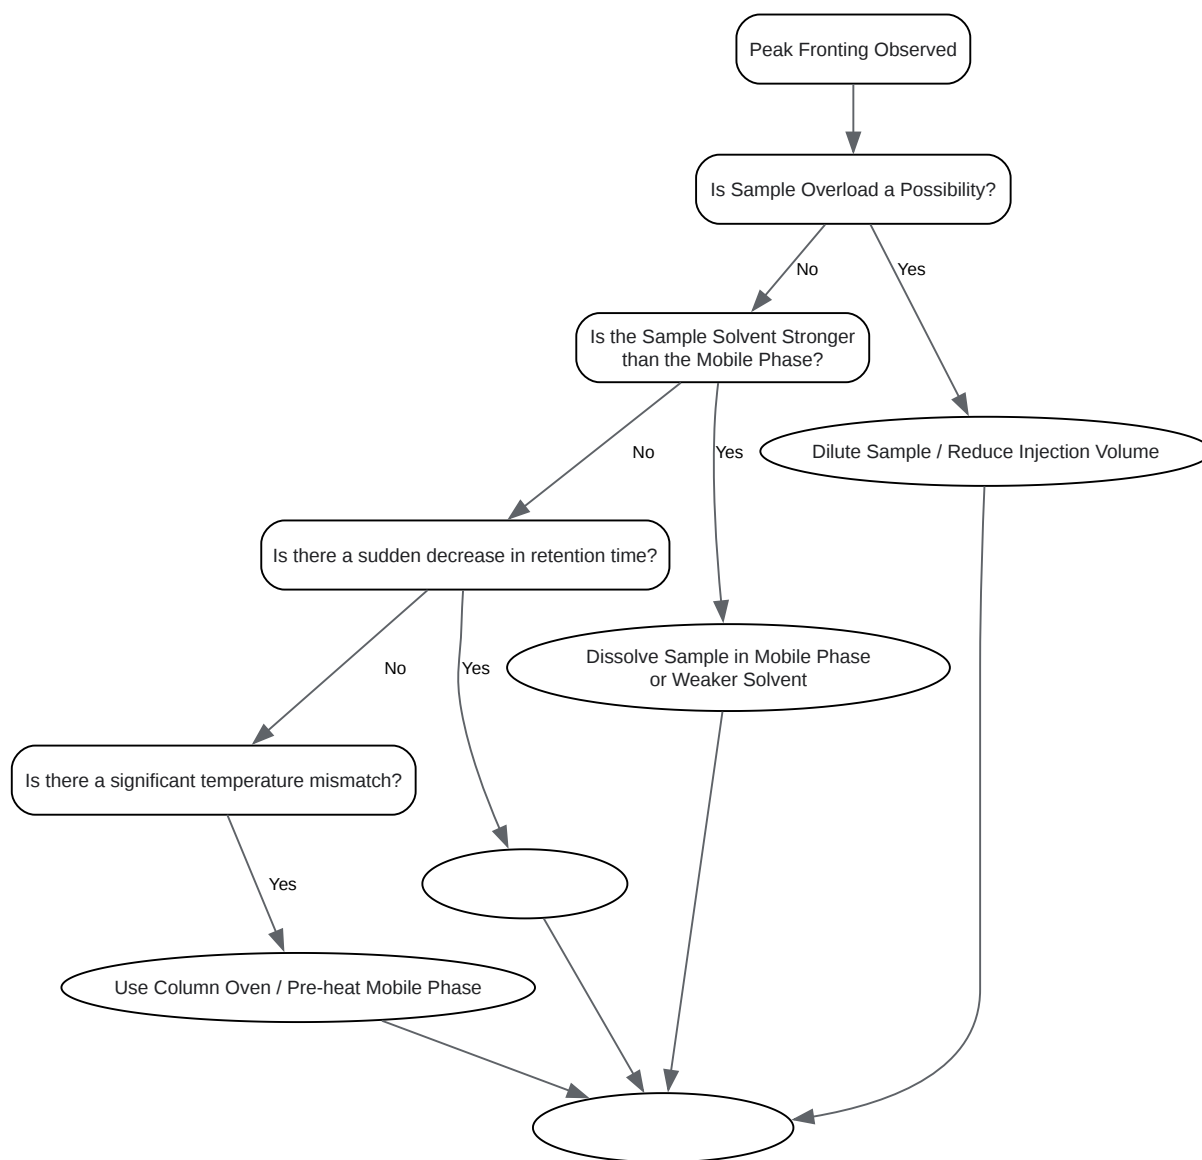 Peak Fronting Observed
Is Sample Overload a Possibility?
No
Yes
Is the Sample Solvent Stronger
than the Mobile Phase?
No
Yes
Dilute Sample / Reduce Injection Volume
Is there a sudden decrease in retention time?
No
Yes
Dissolve Sample in Mobile Phase
or Weaker Solvent
Is there a significant temperature mismatch?
Yes
Use Column Oven / Pre-heat Mobile Phase